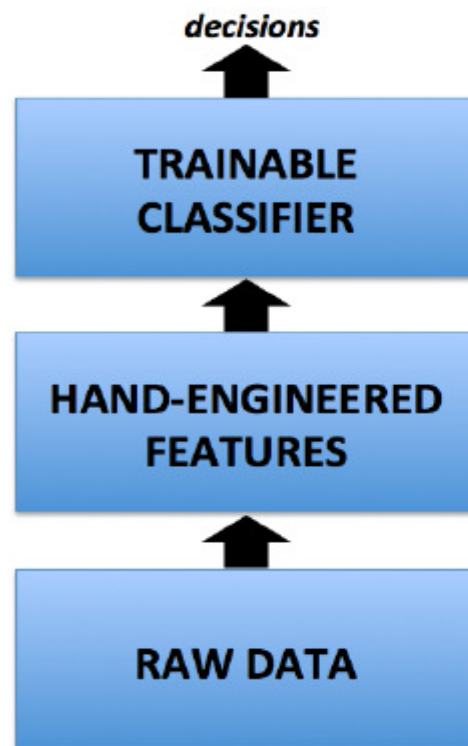 decisions
TRAINABLE
CLASSIFIER
HAND-ENGINEERED
FEATURES
RAW DATA